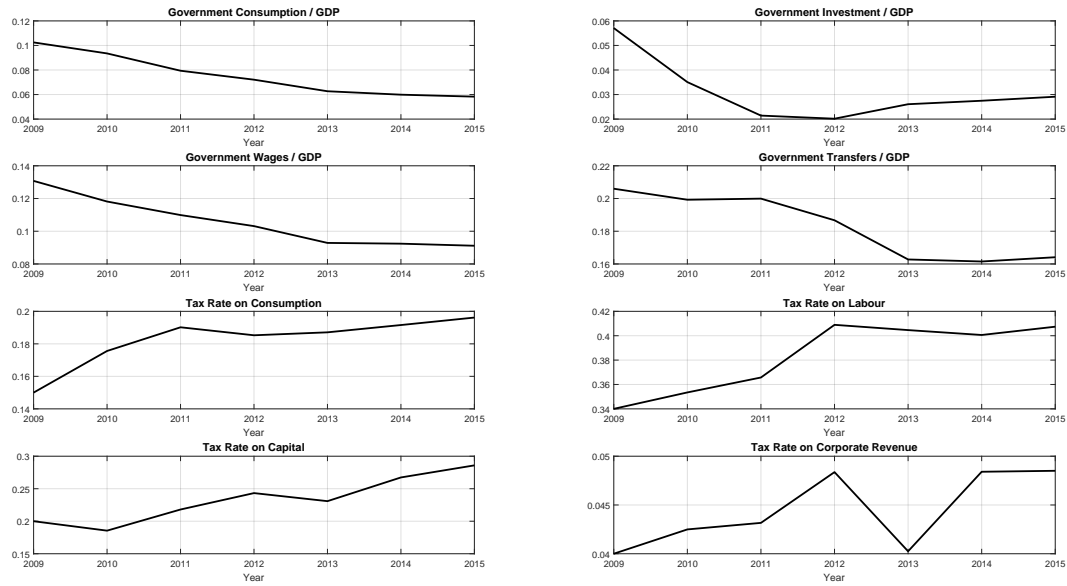 Government Consumption / GDP
0.12
0.1
0.08
0.06
0.04
2009 2010 2011 2012 2013 2014 2015
Year
Government Investment / GDP
0.06
0.05
0.04
0.03
0.02
2009 2010 2011 2012 2013 2014 2015
Year
Government Wages / GDP
0.14
0.12
0.1
0.08
2009 2010 2011 2012 2013 2014 2015
Year
Government Transfers / GDP
0.22
0.2
0.18
0.16
2009 2010 2011 2012 2013 2014 2015
Year
Tax Rate on Consumption
0.2
0.18
0.16
0.14
2009 2010 2011 2012 2013 2014 2015
Year
Tax Rate on Labour
0.42
0.4
0.38
0.36
0.34
2009 2010 2011 2012 2013 2014 2015
Year
Tax Rate on Capital
0.3
0.25
0.2
0.15
2009 2010 2011 2012 2013 2014 2015
Year
Tax Rate on Corporate Revenue
0.05
0.045
0.04
2009 2010 2011 2012 2013 2014 2015
Year